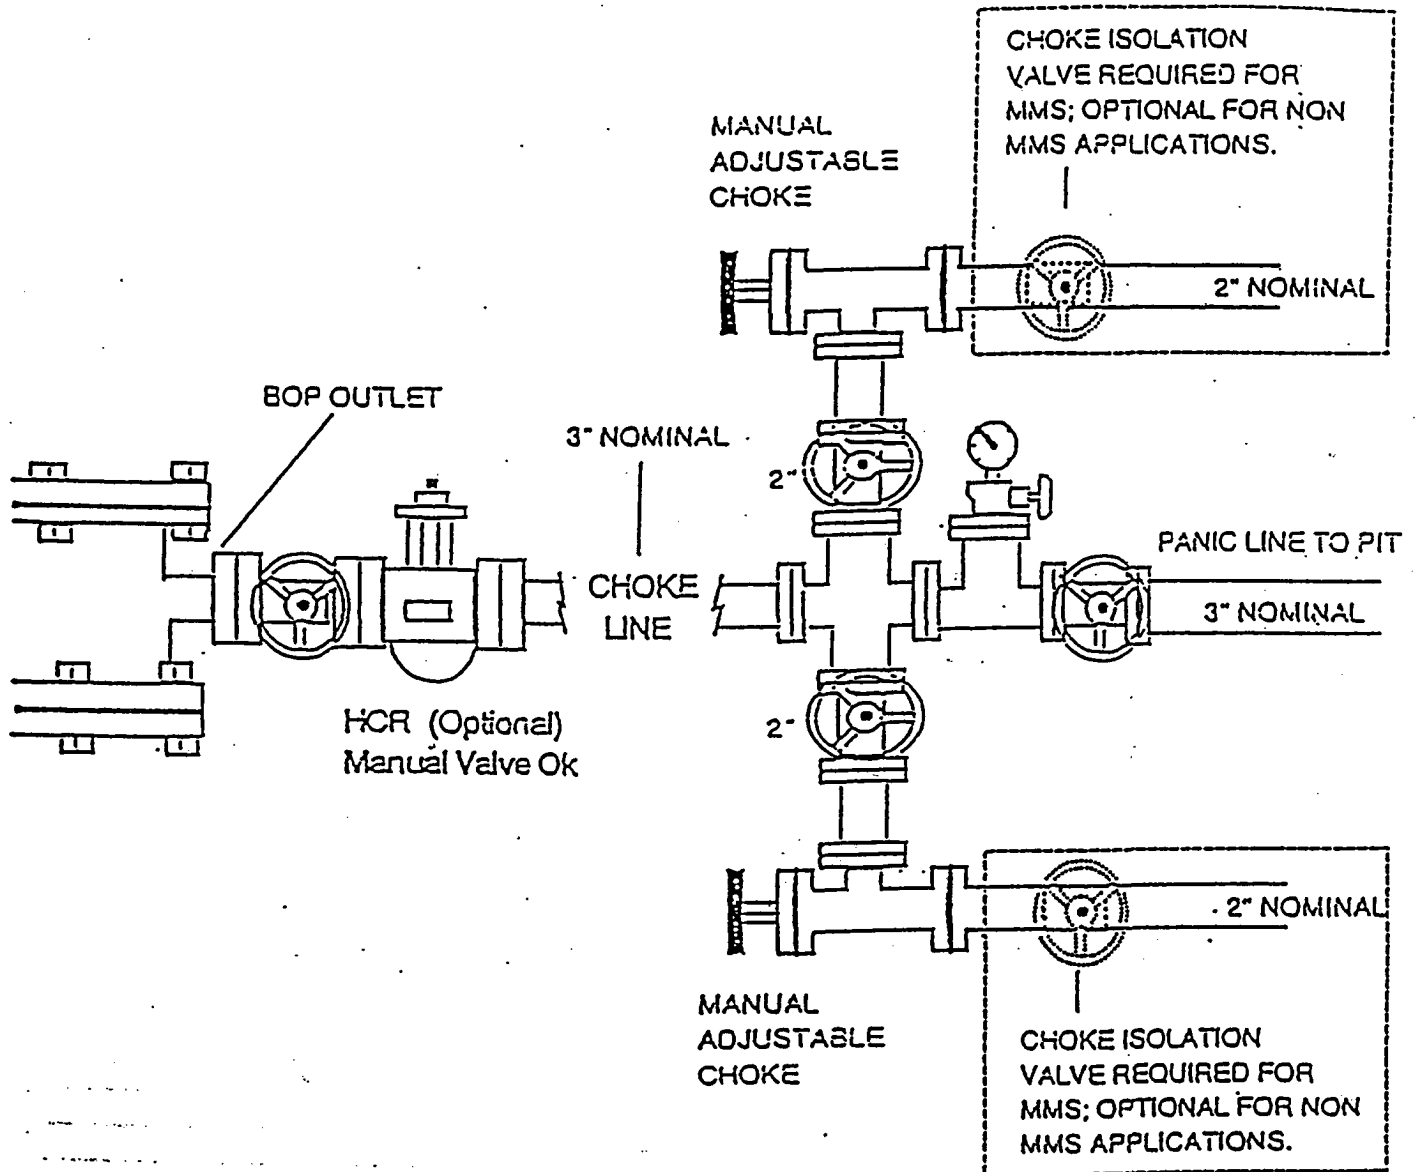 CHOKE ISOLATION
VALVE REQUIRED FOR
MMS; OPTIONAL FOR NON
MMS APPLICATIONS.
MANUAL
ADJUSTABLE
CHOKE
2" NOMINAL
BOP OUTLET
3" NOMINAL
2"
PANIC LINE TO PIT
3" NOMINAL
CHOKE
LINE
HCR (Optional)
Manual Valve Ok
2"
2" NOMINAL
MANUAL
ADJUSTABLE
CHOKE
CHOKE ISOLATION
VALVE REQUIRED FOR
MMS; OPTIONAL FOR NON
MMS APPLICATIONS.